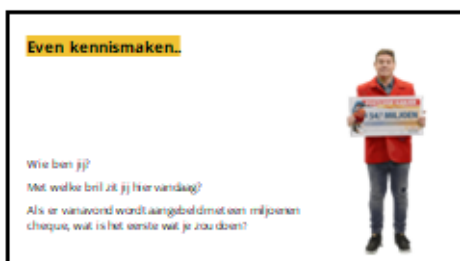 Even kennismaken..
Wie ben jij?
Met welke bril zit jij hier vandaag?
Als er vanavond wordt aangebeld met een miljoenen
cheque, wat is het eerste wat je zou doen?
MILJOEN